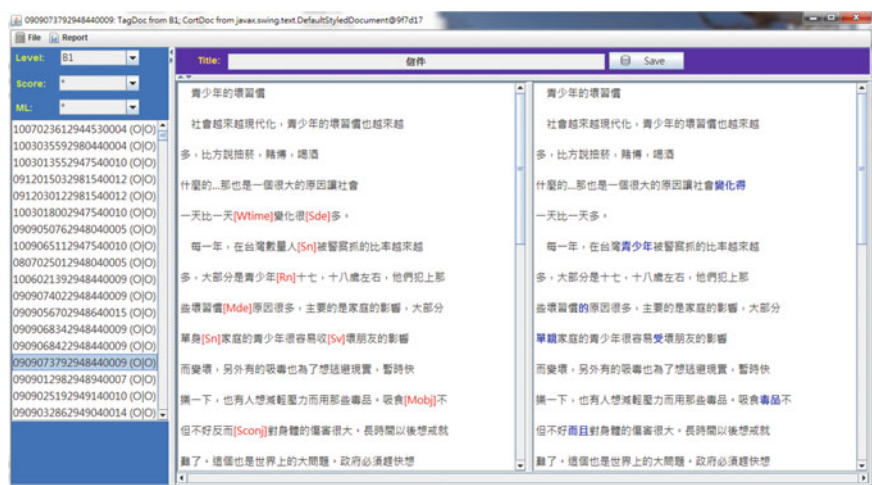 0909073792948440009: TagDoc from B1; CortDoc from javax.swing.text.DefaultStyledDocument@9f7d17
File Report
Level: B1
Score: *
ML: *
Title: 信件 Save
1007023612944530004 (O|O)
1003035592980440004 (O|O)
1003013552947540010 (O|O)
0912015032981540012 (O|O)
0912030122981540012 (O|O)
1003018002947540010 (O|O)
0909050762948040005 (O|O)
1009065112947540010 (O|O)
0807025012948040005 (O|O)
1006021392948440009 (O|O)
0909074022948440009 (O|O)
0909056702948640015 (O|O)
0909068342948440009 (O|O)
0909068422948440009 (O|O)
0909073792948440009 (O|O)
0909012982948940007 (O|O)
0909025192949140010 (O|O)
0909032862949040014 (O|O)
青少年的壞習慣
社會越來越現代化，青少年的壞習慣也越來越
多，比方說抽菸，賭博，喝酒
什麼的...那也是一個很大的原因讓社會
一天比一天[Wtime]變化很[Sde]多。
每一年，在台灣數量人[Sn]被警察抓的比率越來越
多，大部分是青少年[Rn]十七，十八歲左右，他們犯上那
些壞習慣[Mde]原因很多，主要的是家庭的影響，大部分
單身[Sn]家庭的青少年很容易收[Sv]壞朋友的影響
而變壞，另外有的吸毒也為了想逃避現實，暫時快
樂一下，也有人想減輕壓力而用那些毒品。吸食[Mobj]不
但不好反而[Sconj]對身體的傷害很大。長時間以後想戒就
難了。這個也是世界上的大問題。政府必須趕快想
青少年的壞習慣
社會越來越現代化，青少年的壞習慣也越來越
多，比方說抽菸，賭博，喝酒
什麼的...那也是一個很大的原因讓社會變化得
一天比一天多。
每一年，在台灣青少年被警察抓的比率越來越
多，大部分是青少年十七，十八歲左右，他們犯上那
些壞習慣的原因很多，主要的是家庭的影響，大部分
單親家庭的青少年很容易受壞朋友的影響
而變壞，另外有的吸毒也為了想逃避現實，暫時快
樂一下，也有人想減輕壓力而用那些毒品。吸食毒品不
但不好而且對身體的傷害很大。長時間以後想戒就
難了。這個也是世界上的大問題。政府必須趕快想